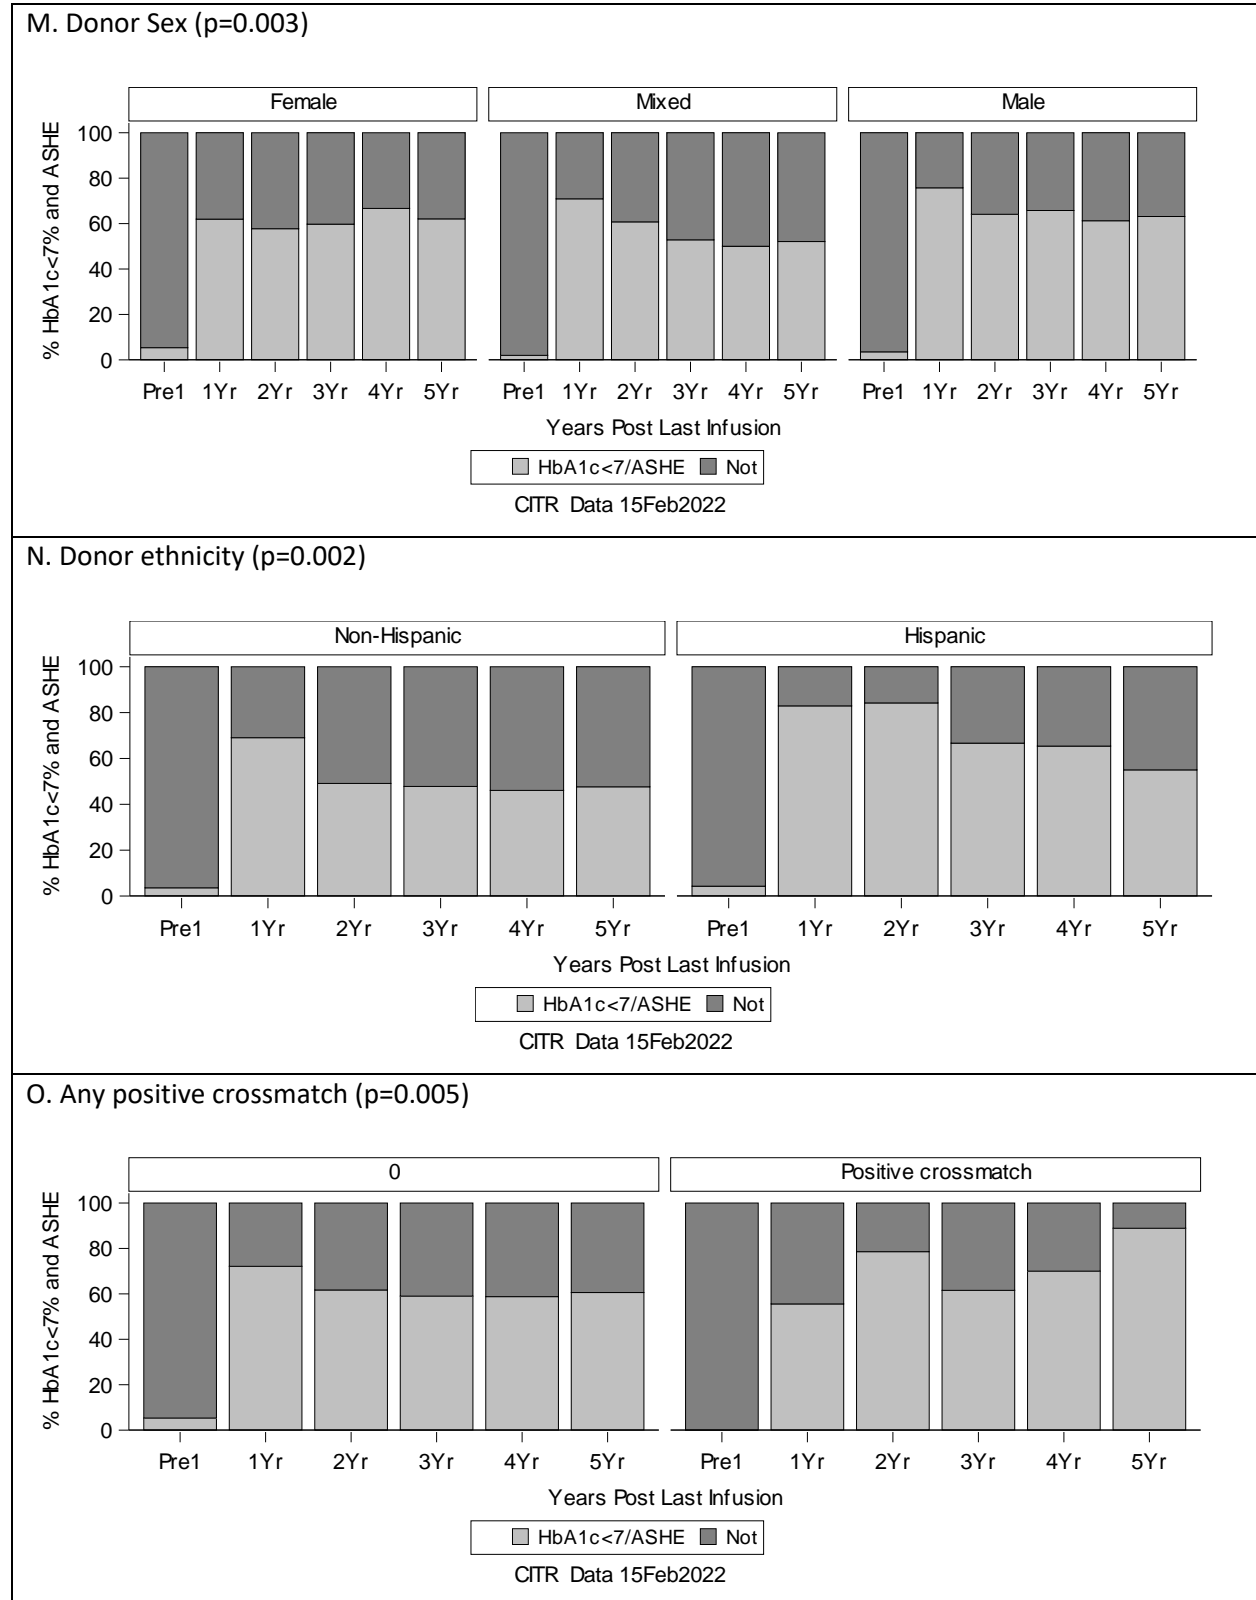 M. Donor Sex (p=0.003)
Female Mixed Male
% HbA1c<7% and ASHE
100
80
60
40
20
0
Pre1 1Yr 2Yr 3Yr 4Yr 5Yr Pre1 1Yr 2Yr 3Yr 4Yr 5Yr Pre1 1Yr 2Yr 3Yr 4Yr 5Yr
Years Post Last Infusion
HbA1c<7/ASHE Not
CITR Data 15Feb2022
N. Donor ethnicity (p=0.002)
Non-Hispanic Hispanic
% HbA1c<7% and ASHE
100
80
60
40
20
0
Pre1 1Yr 2Yr 3Yr 4Yr 5Yr Pre1 1Yr 2Yr 3Yr 4Yr 5Yr
Years Post Last Infusion
HbA1c<7/ASHE Not
CITR Data 15Feb2022
O. Any positive crossmatch (p=0.005)
0 Positive crossmatch
% HbA1c<7% and ASHE
100
80
60
40
20
0
Pre1 1Yr 2Yr 3Yr 4Yr 5Yr Pre1 1Yr 2Yr 3Yr 4Yr 5Yr
Years Post Last Infusion
HbA1c<7/ASHE Not
CITR Data 15Feb2022